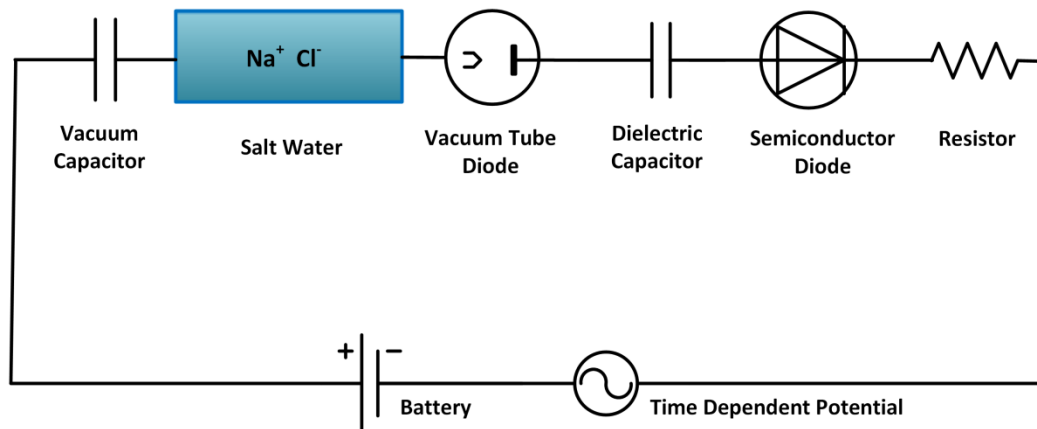 Na⁺ Cl⁻
Vacuum
Capacitor
Salt Water
Vacuum Tube
Diode
Dielectric
Capacitor
Semiconductor
Diode
Resistor
+ −
Battery
Time Dependent Potential